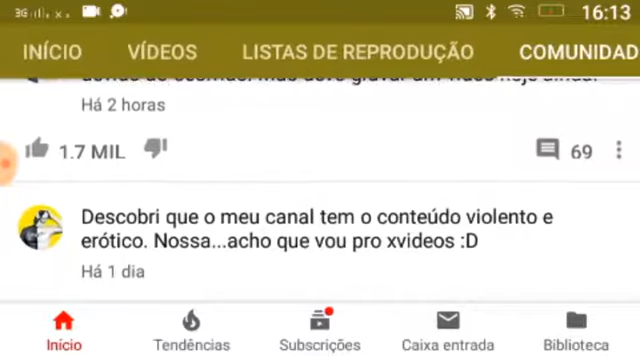 3G
16:13
INÍCIO VÍDEOS LISTAS DE REPRODUÇÃO COMUNIDAD
Há 2 horas
1.7 MIL 69
Descobri que o meu canal tem o conteúdo violento e
erótico. Nossa...acho que vou pro xvideos :D
Há 1 dia
Início Tendências Subscrições Caixa entrada Biblioteca